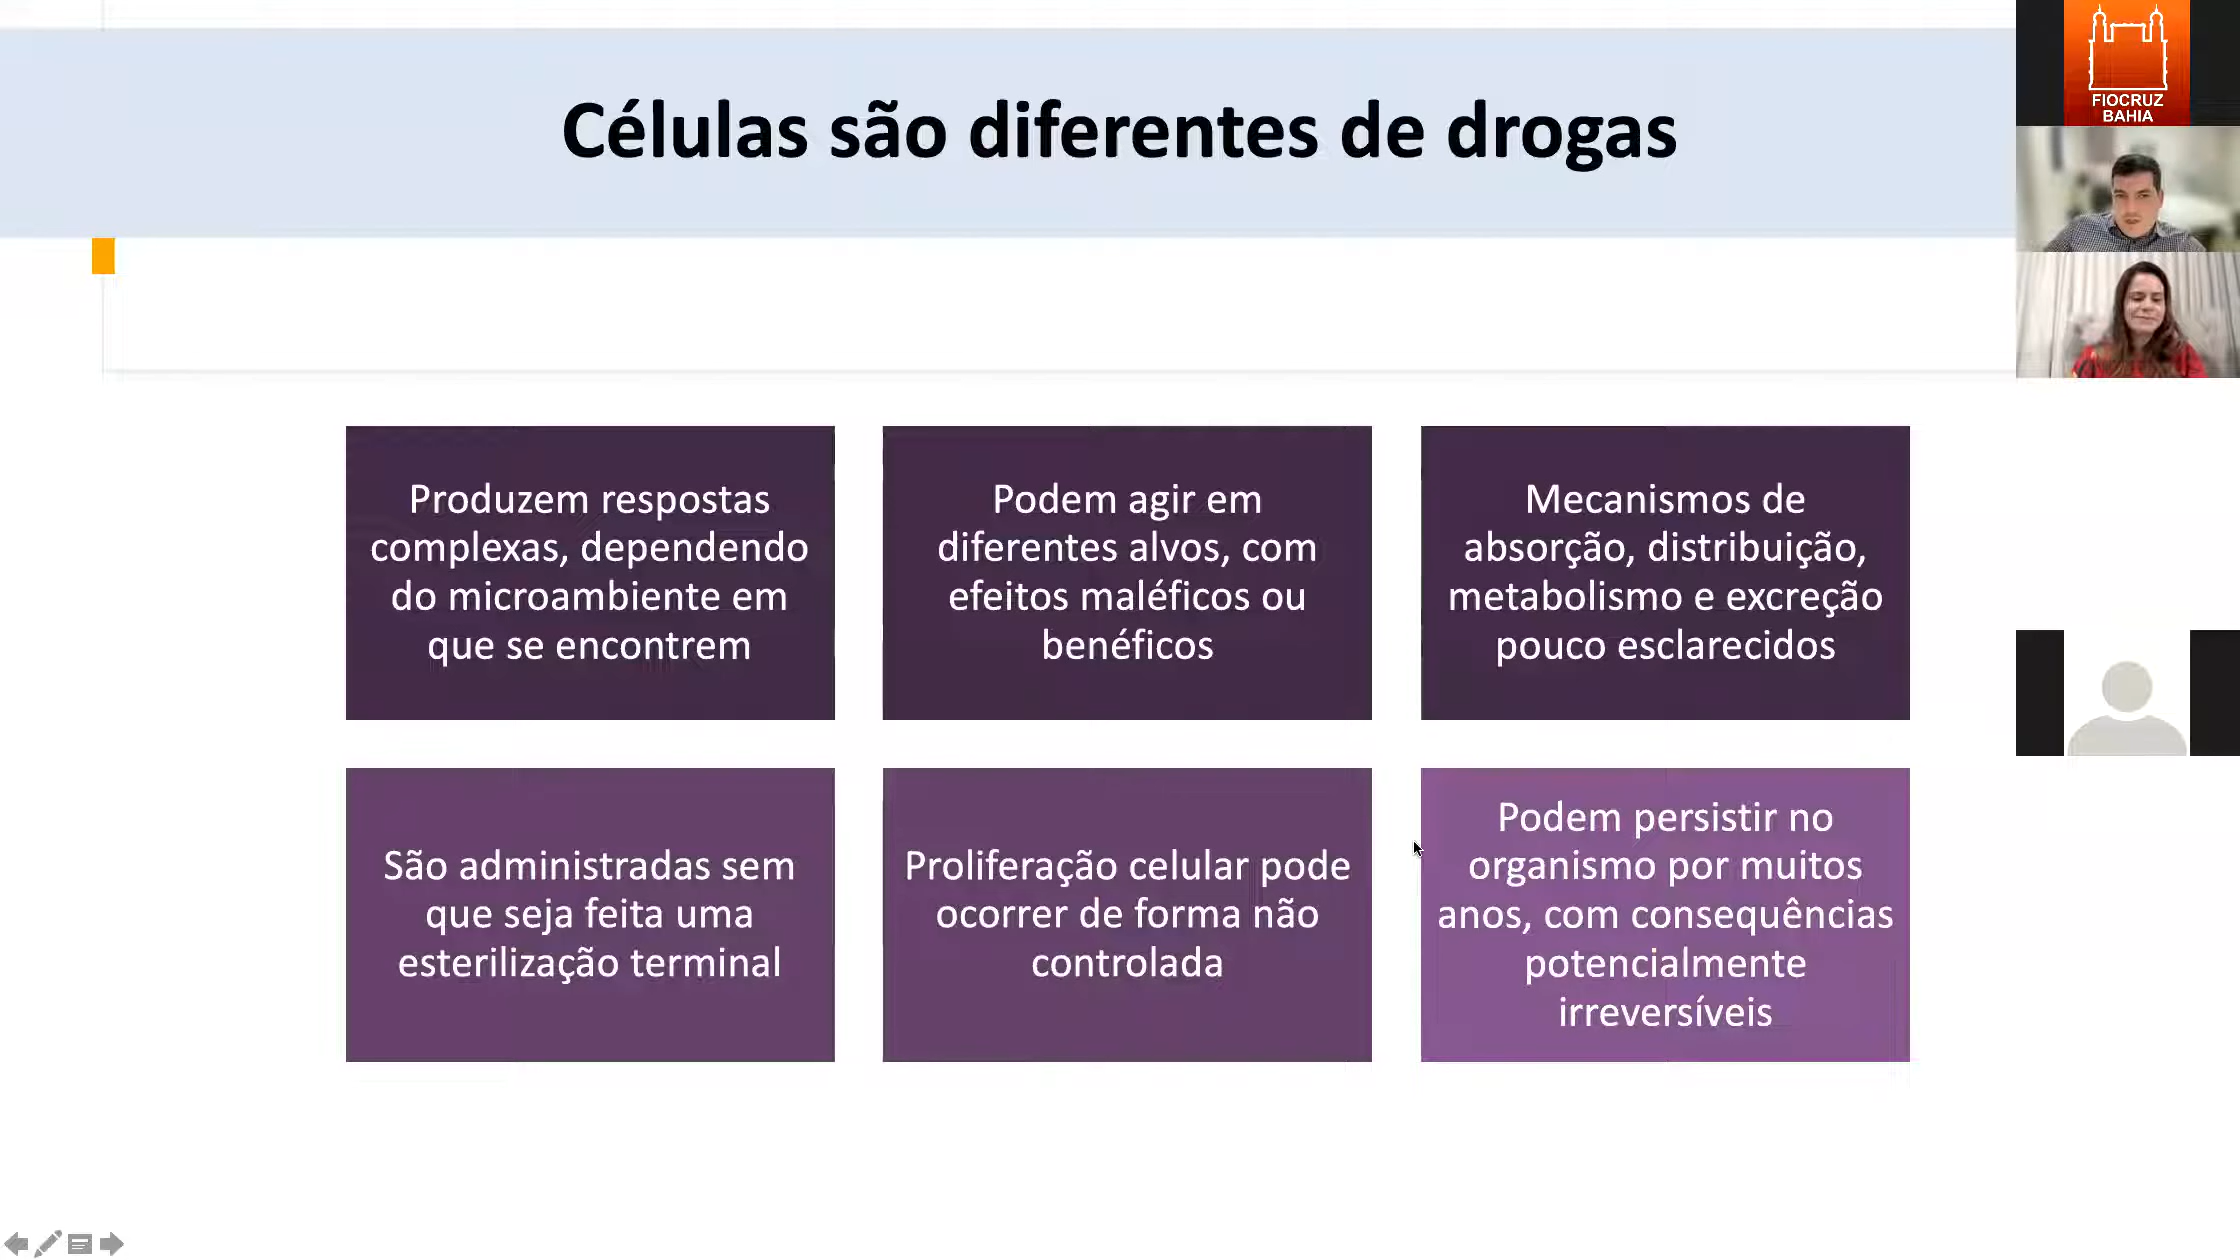 Células são diferentes de drogas
FIOCRUZ
BAHIA
Produzem respostas
complexas, dependendo
do microambiente em
que se encontrem
Podem agir em
diferentes alvos, com
efeitos maléficos ou
benéficos
Mecanismos de
absorção, distribuição,
metabolismo e excreção
pouco esclarecidos
São administradas sem
que seja feita uma
esterilização terminal
Proliferação celular pode
ocorrer de forma não
controlada
Podem persistir no
organismo por muitos
anos, com consequências
potencialmente
irreversíveis